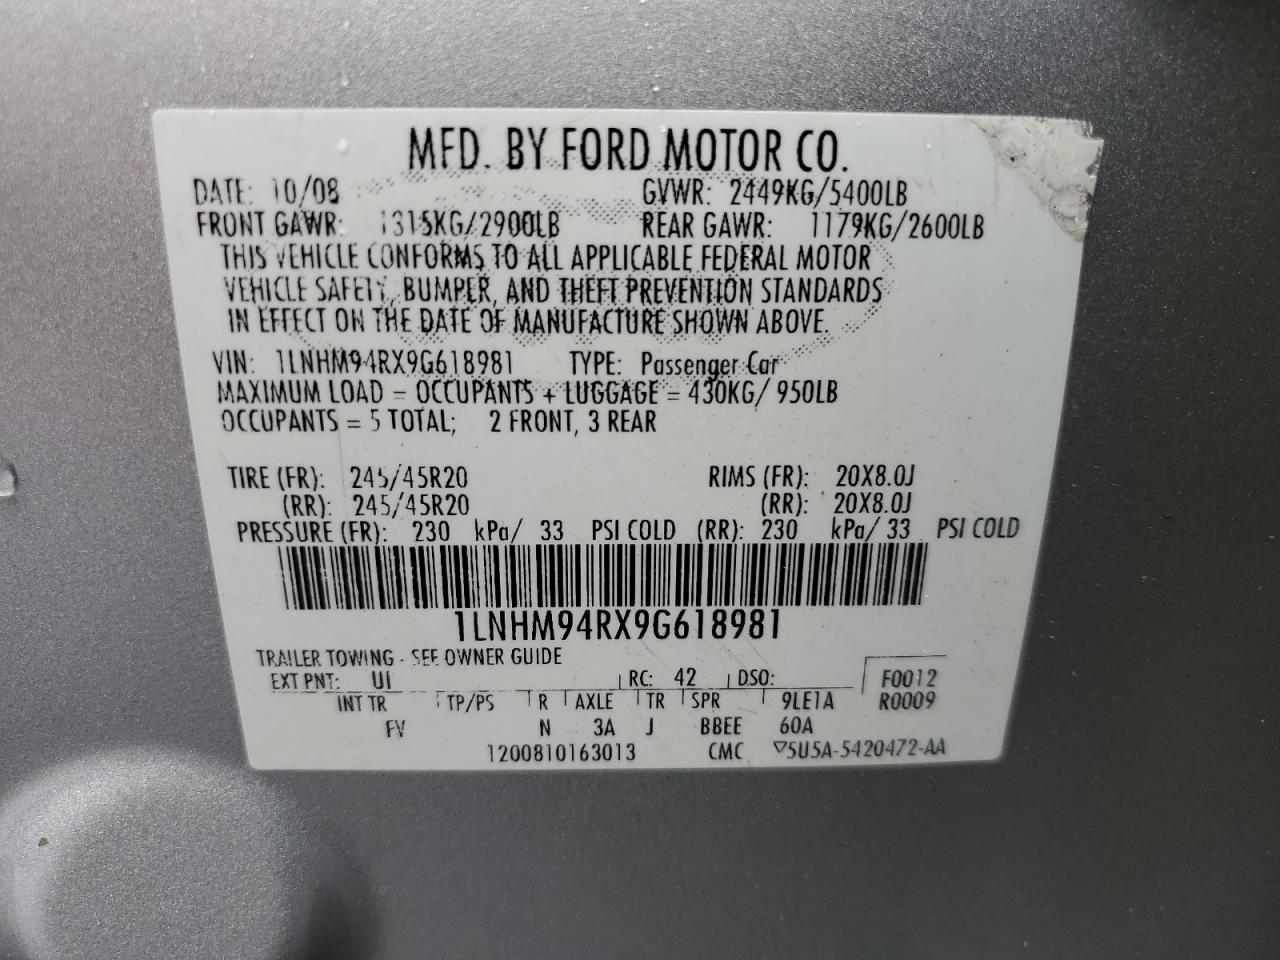 MFD. BY FORD MOTOR CO.
DATE: 10/08 GVWR: 2449KG/5400LB
FRONT GAWR: 1315KG/2900LB REAR GAWR: 1179KG/2600LB
THIS VEHICLE CONFORMS TO ALL APPLICABLE FEDERAL MOTOR
VEHICLE SAFETY, BUMPER, AND THEFT PREVENTION STANDARDS
IN EFFECT ON THE DATE OF MANUFACTURE SHOWN ABOVE.
VIN: 1LNHM94RX9G618981 TYPE: Passenger Car
MAXIMUM LOAD = OCCUPANTS + LUGGAGE = 430KG/ 950LB
OCCUPANTS = 5 TOTAL; 2 FRONT, 3 REAR
TIRE (FR): 245/45R20 RIMS (FR): 20X8.0J
(RR): 245/45R20 (RR): 20X8.0J
PRESSURE (FR): 230 kPa/ 33 PSI COLD (RR): 230 kPa/ 33 PSI COLD
1LNHM94RX9G618981
TRAILER TOWING - SEE OWNER GUIDE
EXT PNT: UI RC: 42 DSO: F0012
INT TR TP/PS R AXLE TR SPR 9LE1A R0009
FV N 3A J BBEE 60A
1200810163013 CMC ▽5U5A-5420472-AA